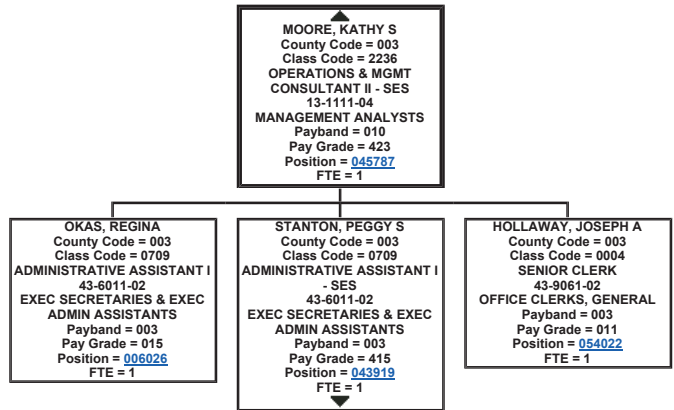 MOORE, KATHY S
County Code = 003
Class Code = 2236
OPERATIONS & MGMT
CONSULTANT II - SES
13-1111-04
MANAGEMENT ANALYSTS
Payband = 010
Pay Grade = 423
Position = 045787
FTE = 1
OKAS, REGINA
County Code = 003
Class Code = 0709
ADMINISTRATIVE ASSISTANT I
43-6011-02
EXEC SECRETARIES & EXEC
ADMIN ASSISTANTS
Payband = 003
Pay Grade = 015
Position = 006026
FTE = 1
STANTON, PEGGY S
County Code = 003
Class Code = 0709
ADMINISTRATIVE ASSISTANT I
- SES
43-6011-02
EXEC SECRETARIES & EXEC
ADMIN ASSISTANTS
Payband = 003
Pay Grade = 415
Position = 043919
FTE = 1
HOLLAWAY, JOSEPH A
County Code = 003
Class Code = 0004
SENIOR CLERK
43-9061-02
OFFICE CLERKS, GENERAL
Payband = 003
Pay Grade = 011
Position = 054022
FTE = 1